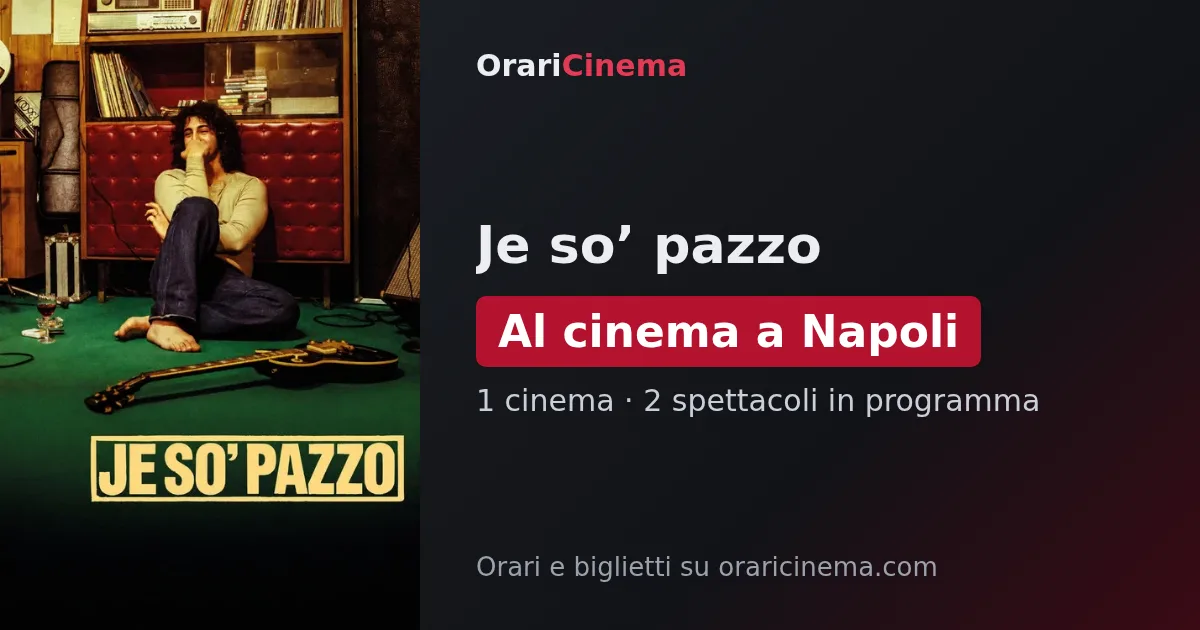 JE SO’ PAZZO
OrariCinema
Je so’ pazzo
Al cinema a Napoli
1 cinema · 2 spettacoli in programma
Orari e biglietti su oraricinema.com